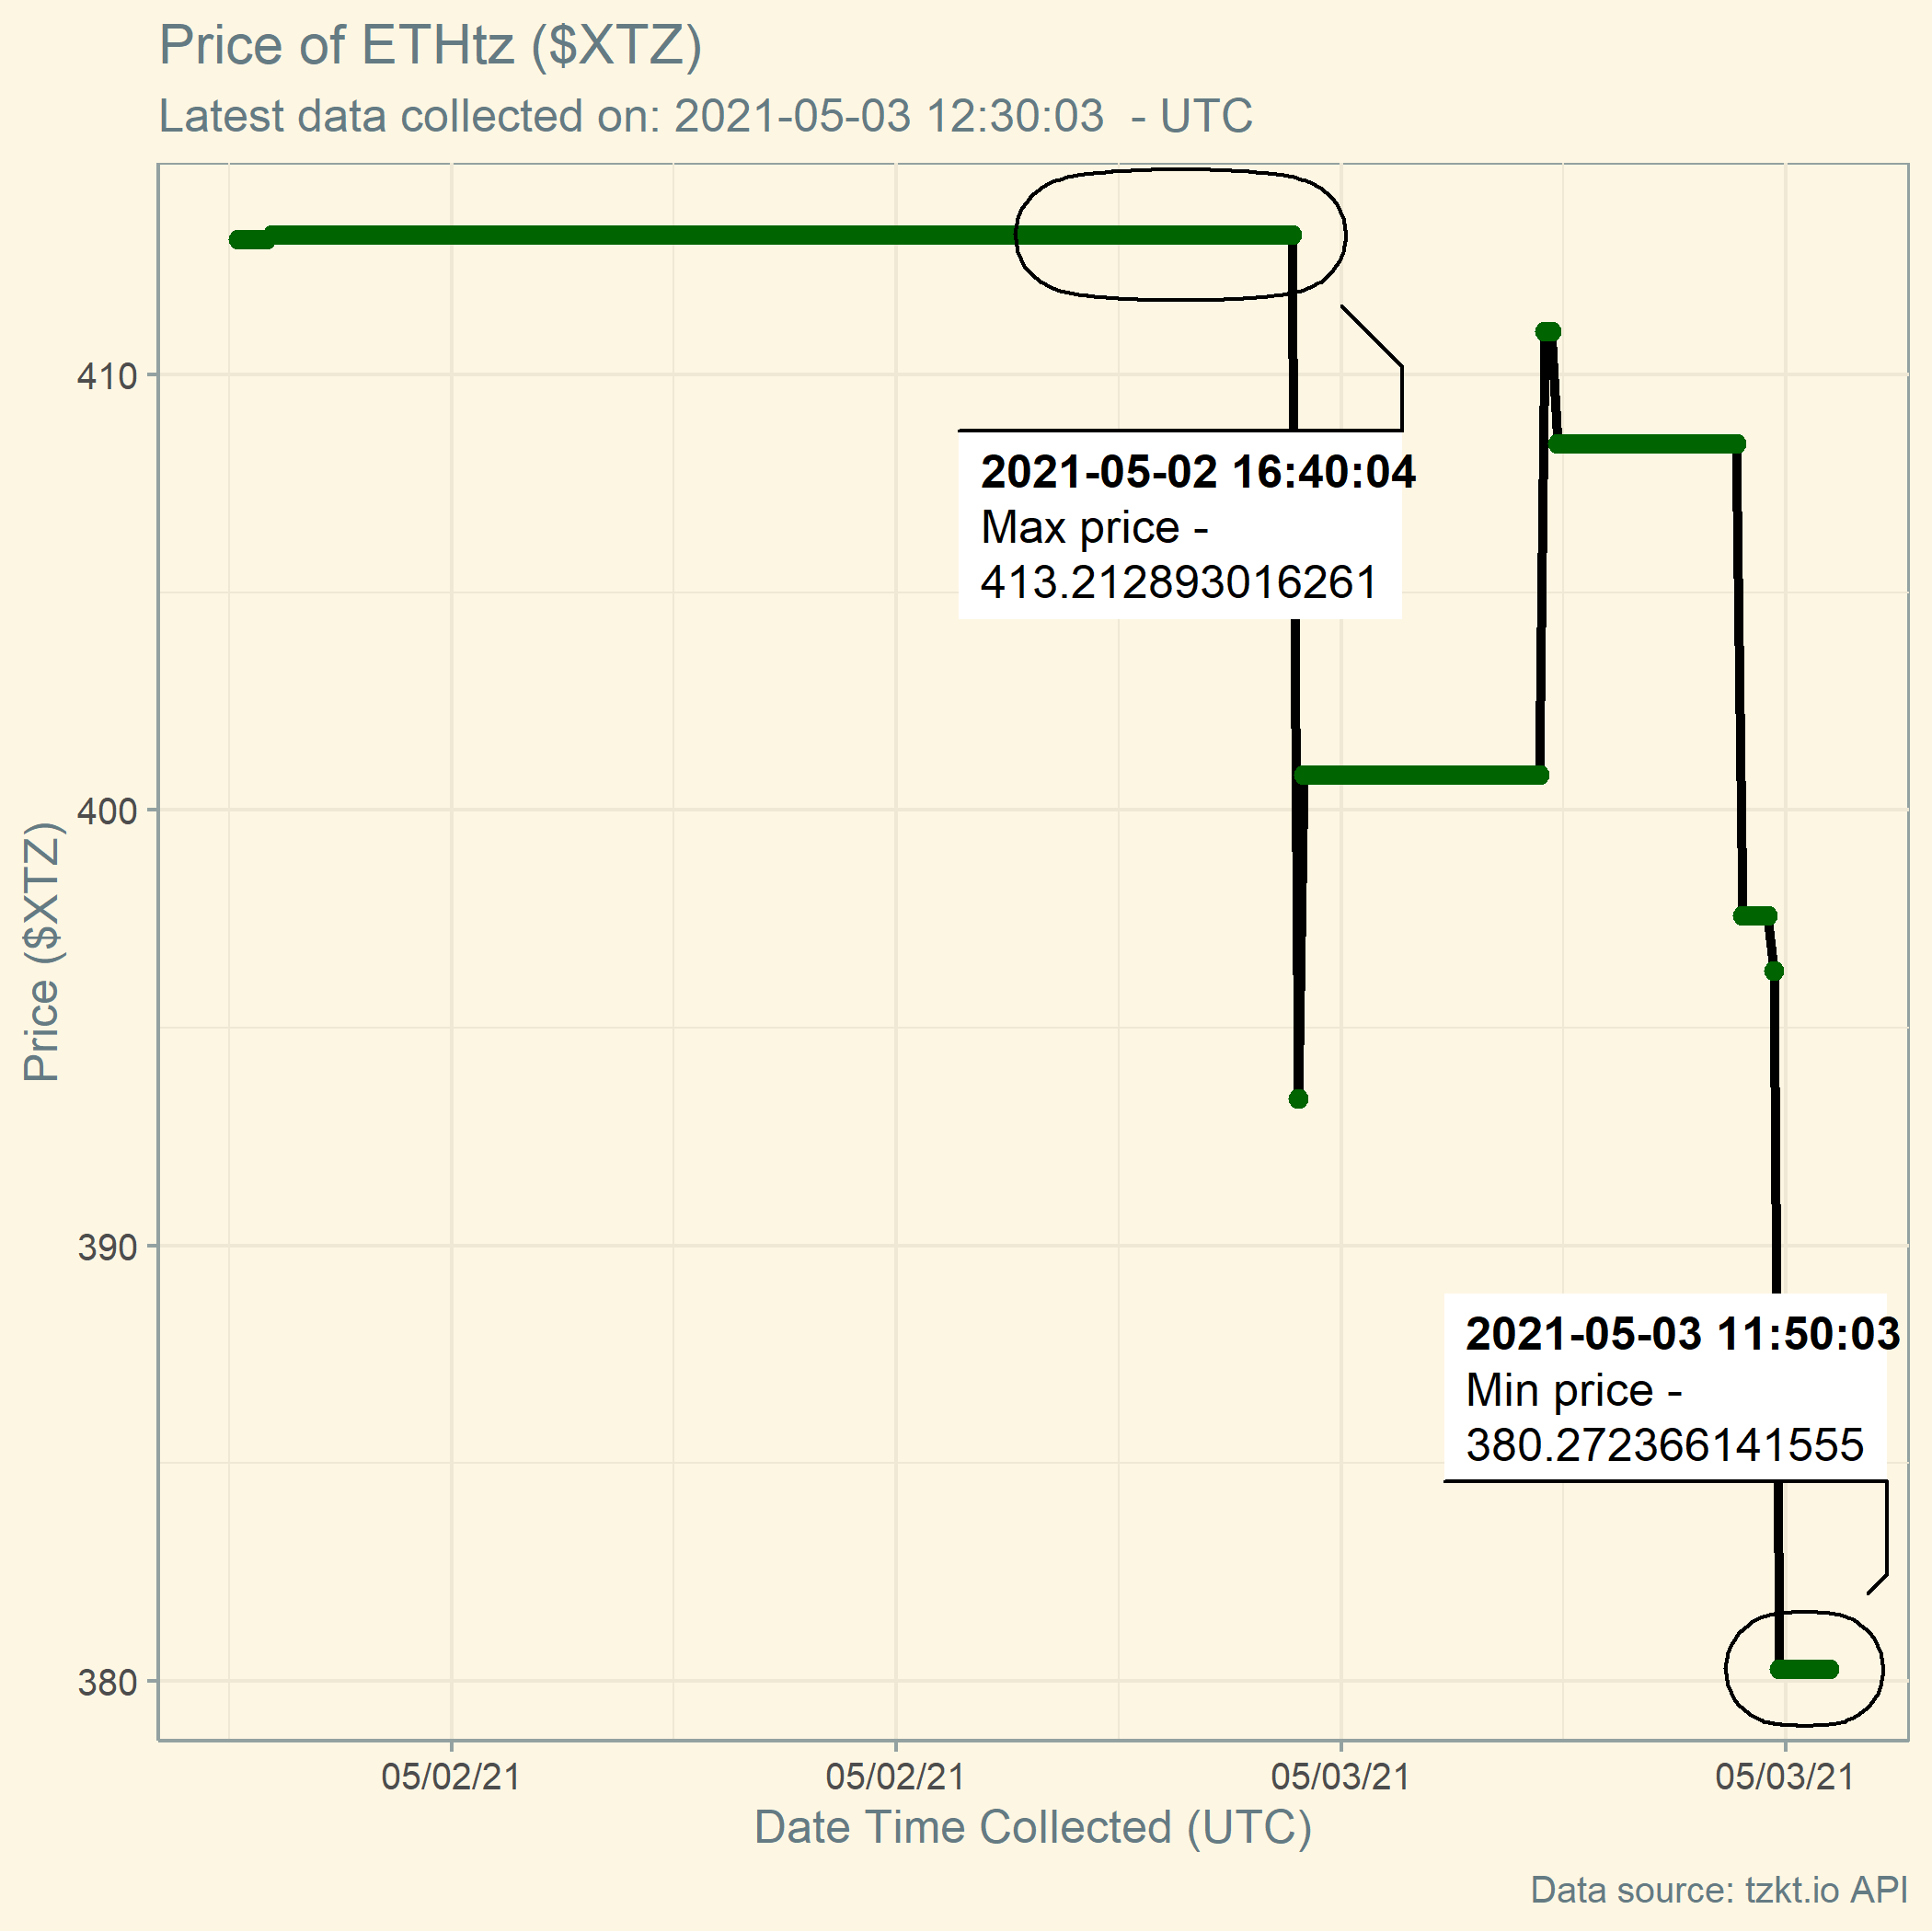 Price of ETHtz ($XTZ)
Latest data collected on: 2021-05-03 12:30:03  - UTC
410
400
390
380
Price ($XTZ)
2021-05-02 16:40:04
Max price -
413.212893016261
2021-05-03 11:50:03
Min price -
380.272366141555
05/02/21
05/02/21
05/03/21
05/03/21
Date Time Collected (UTC)
Data source: tzkt.io API